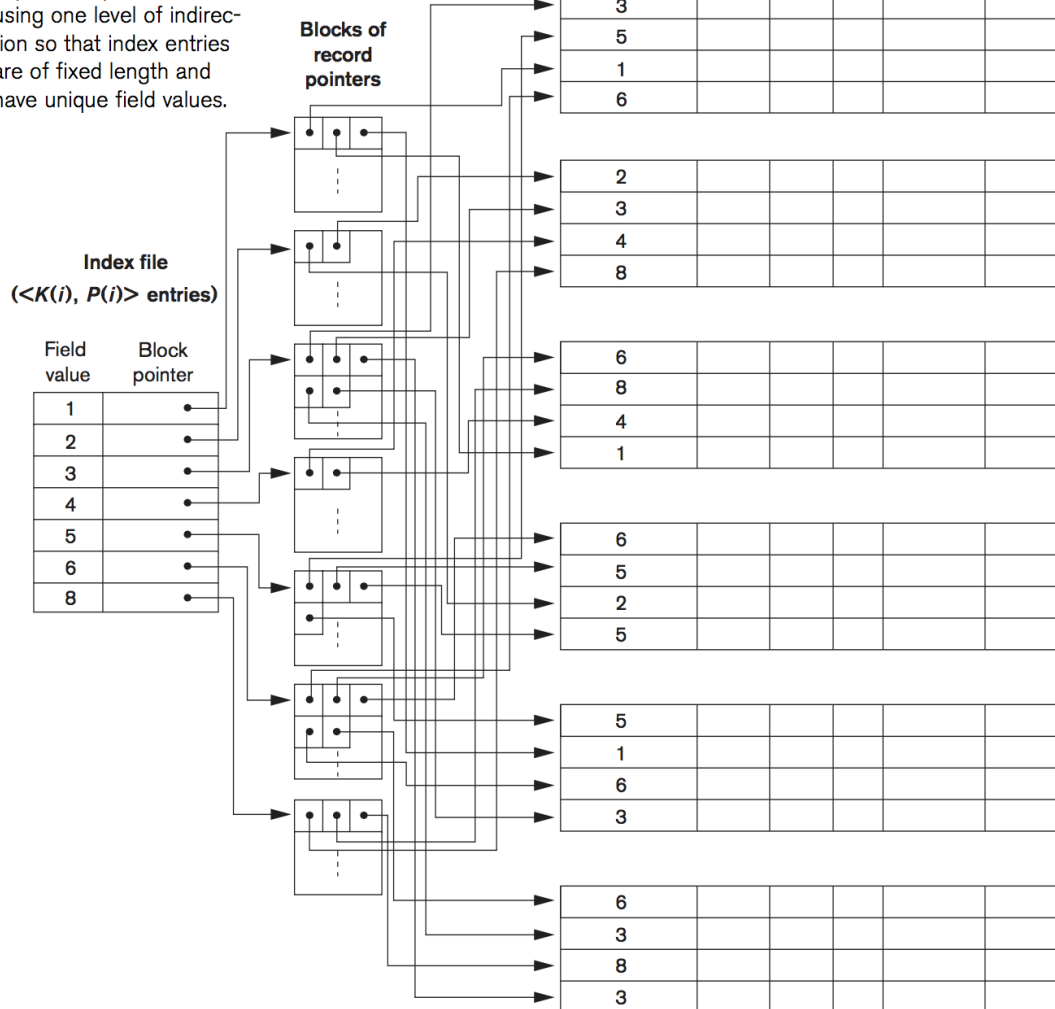 using one level of indirec-
ion so that index entries
are of fixed length and
have unique field values.
Blocks of
record
pointers
Index file
(<K(i), P(i)> entries)
Field
value
Block
pointer
1
2
3
4
5
6
8
3
5
1
6
2
3
4
8
6
8
4
1
6
5
2
5
5
1
6
3
6
3
8
3